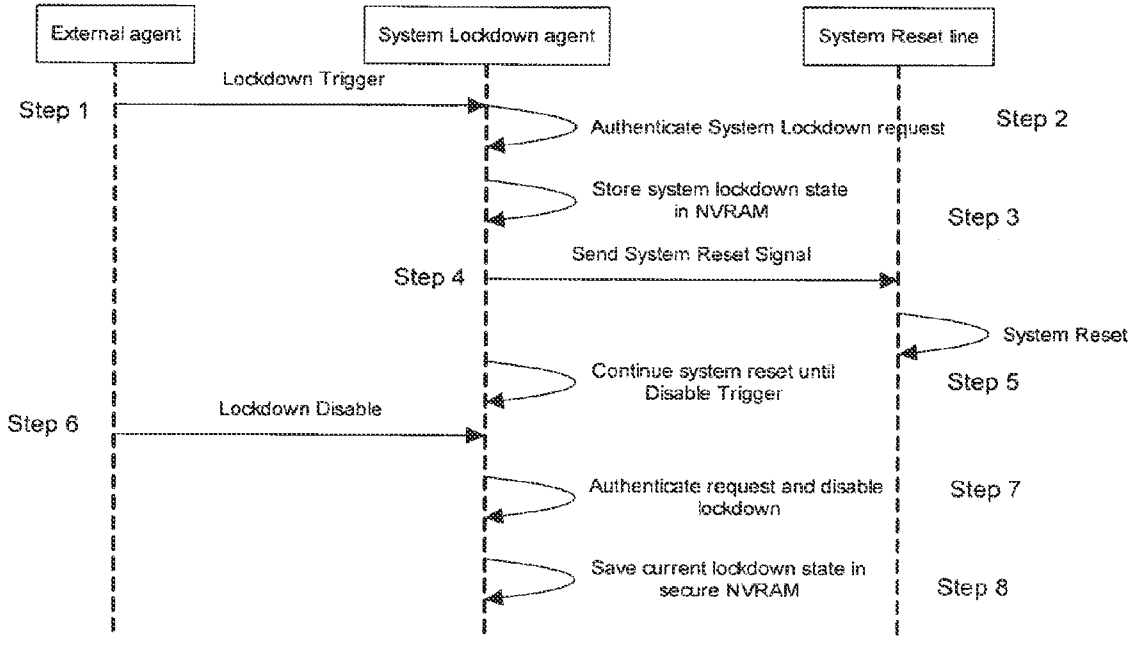 External agent
System Lockdown agent
System Reset line
Lockdown Trigger
Step 1
Authenticate System Lockdown request
Step 2
Store system lockdown state
in NVRAM
Step 3
Send System Reset Signal
Step 4
System Reset
Continue system reset until
Disable Trigger
Step 5
Lockdown Disable
Step 6
Authenticate request and disable
lockdown
Step 7
Save current lockdown state in
secure NVRAM
Step 8